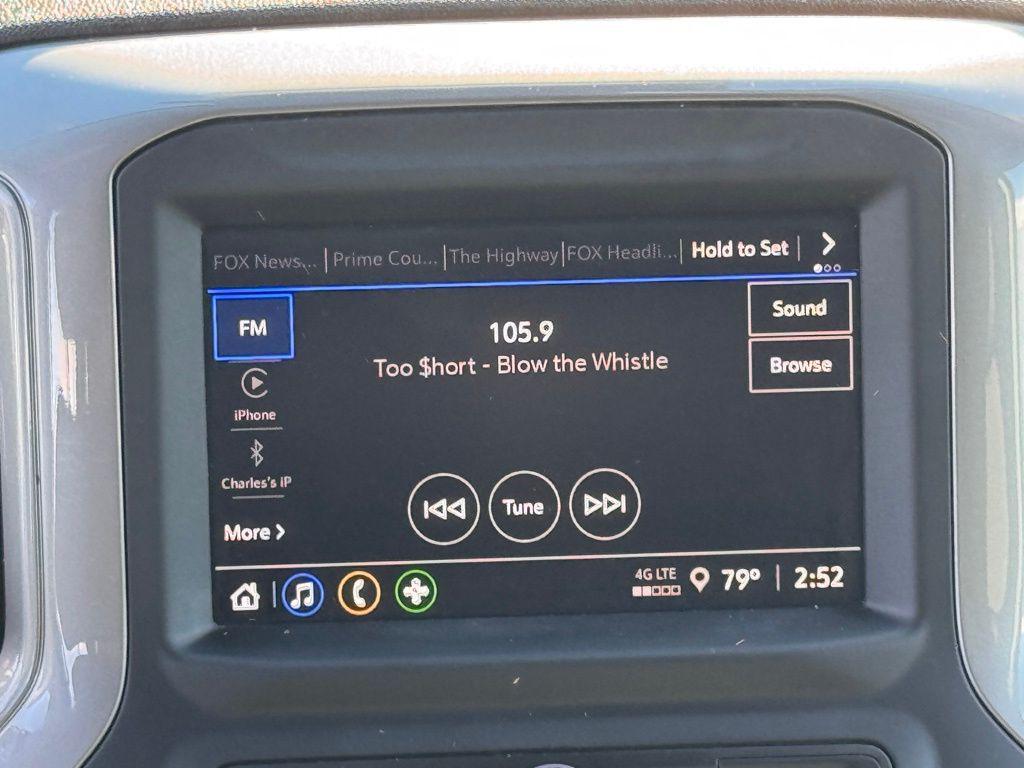 FOX News,.. | Prime Cou... | The Highway | FOX Headli... | Hold to Set |
FM
105.9
Too $hort - Blow the Whistle
Sound
Browse
iPhone
Charles's iP
More
Tune
4G LTE
79°
2:52